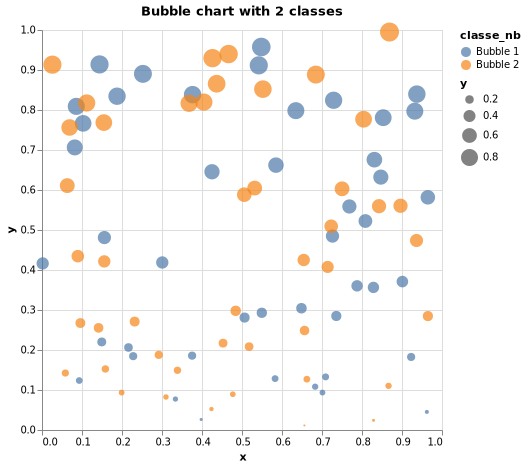 Bubble chart with 2 classes
1.0
0.9
0.8
0.7
0.6
0.5
0.4
0.3
0.2
0.1
0.0
y
0.0 0.1 0.2 0.3 0.4 0.5 0.6 0.7 0.8 0.9 1.0
x
classe_nb
Bubble 1
Bubble 2
y
0.2
0.4
0.6
0.8